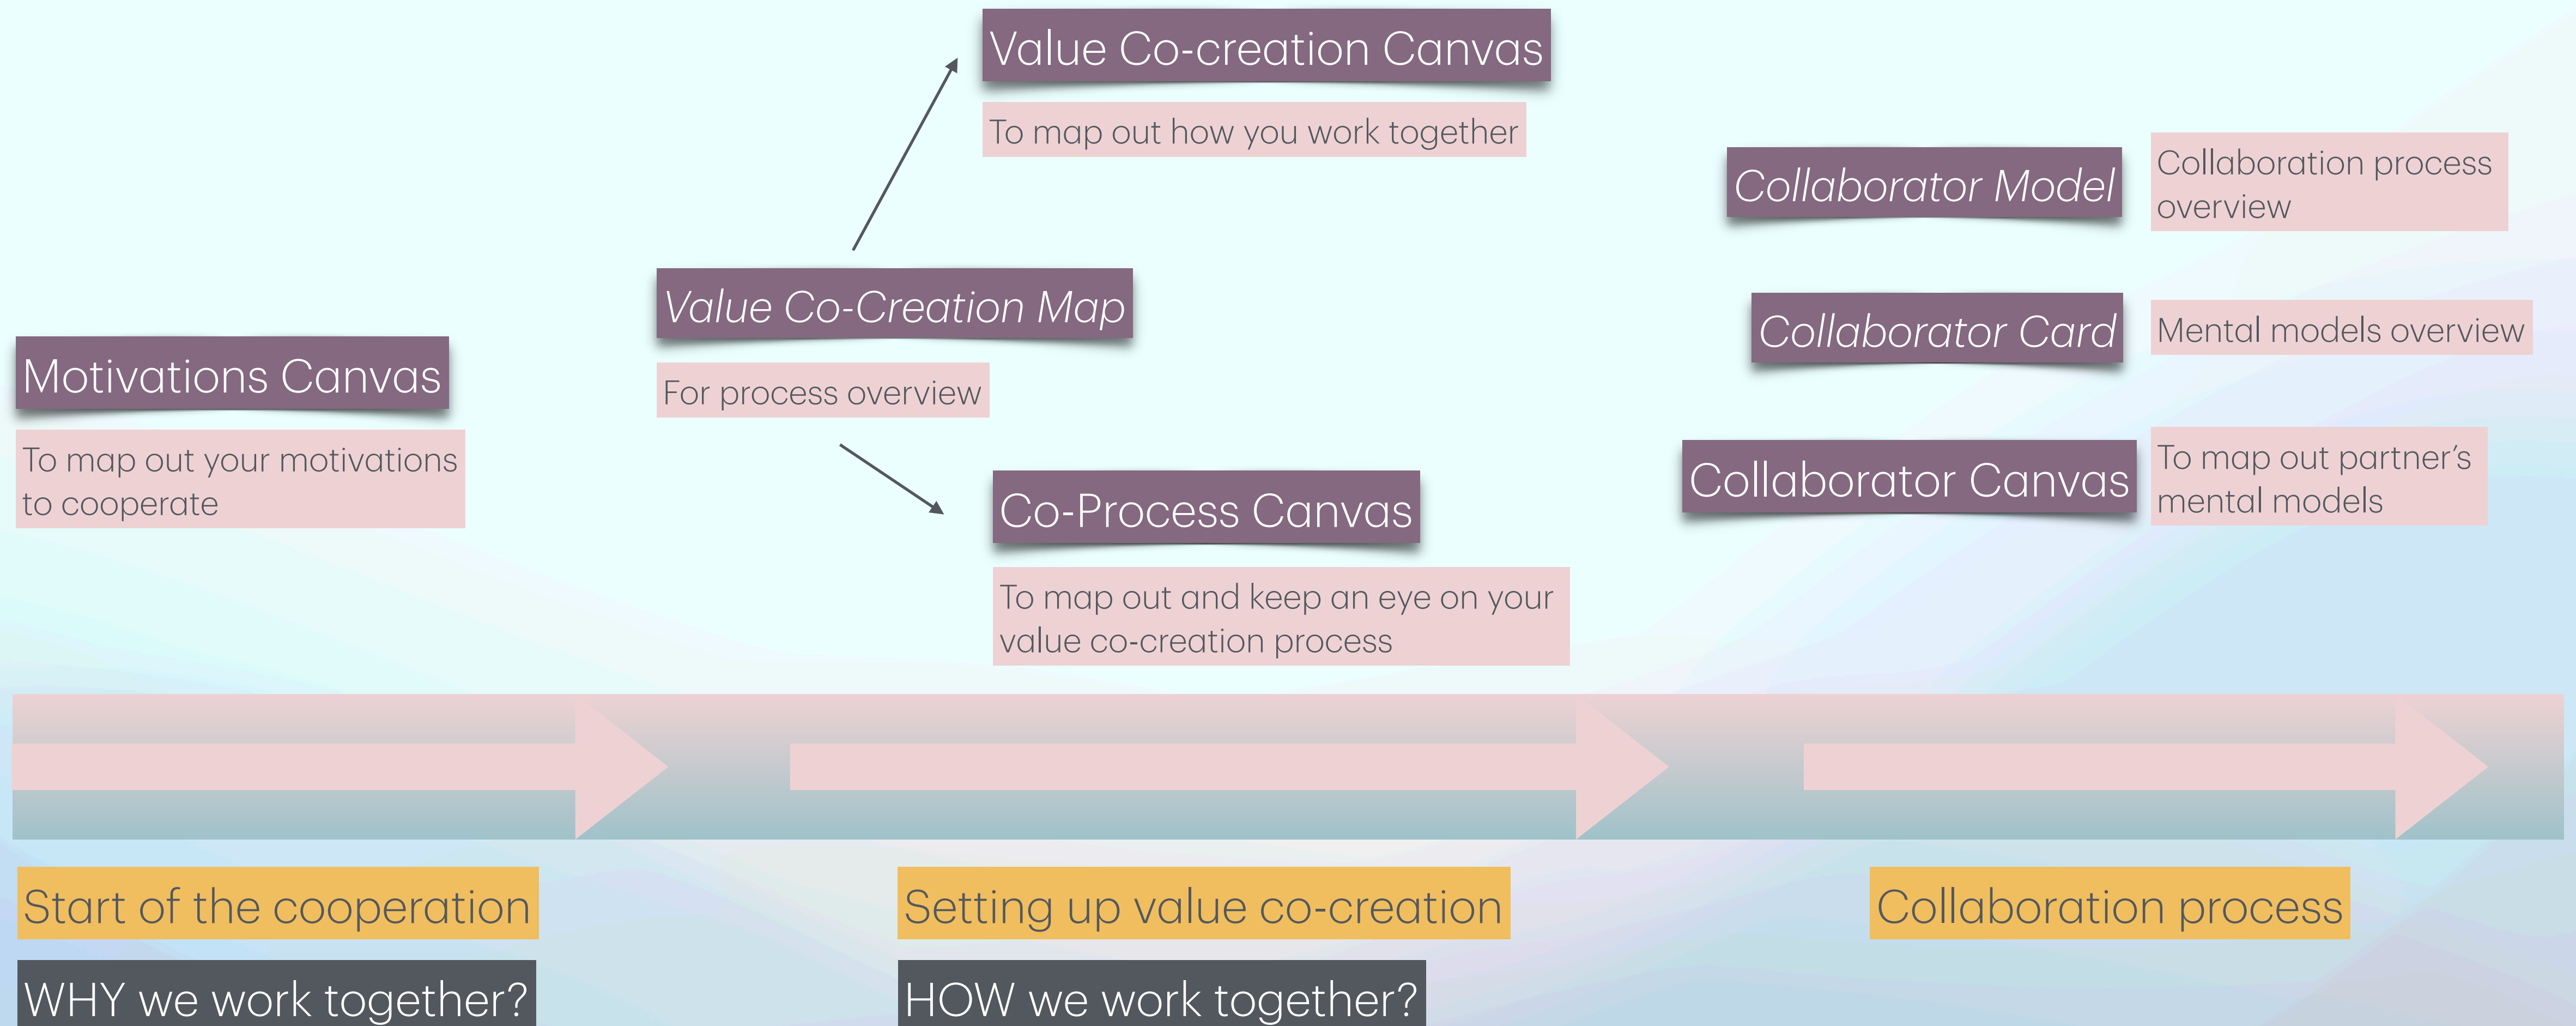 Value Co-creation Canvas
To map out how you work together
Collaborator Model
Collaboration process
overview
Value Co-Creation Map
For process overview
Collaborator Card
Mental models overview
Motivations Canvas
To map out your motivations
to cooperate
Co-Process Canvas
To map out and keep an eye on your
value co-creation process
Collaborator Canvas
To map out partner’s
mental models
Start of the cooperation
Setting up value co-creation
Collaboration process
WHY we work together?
HOW we work together?